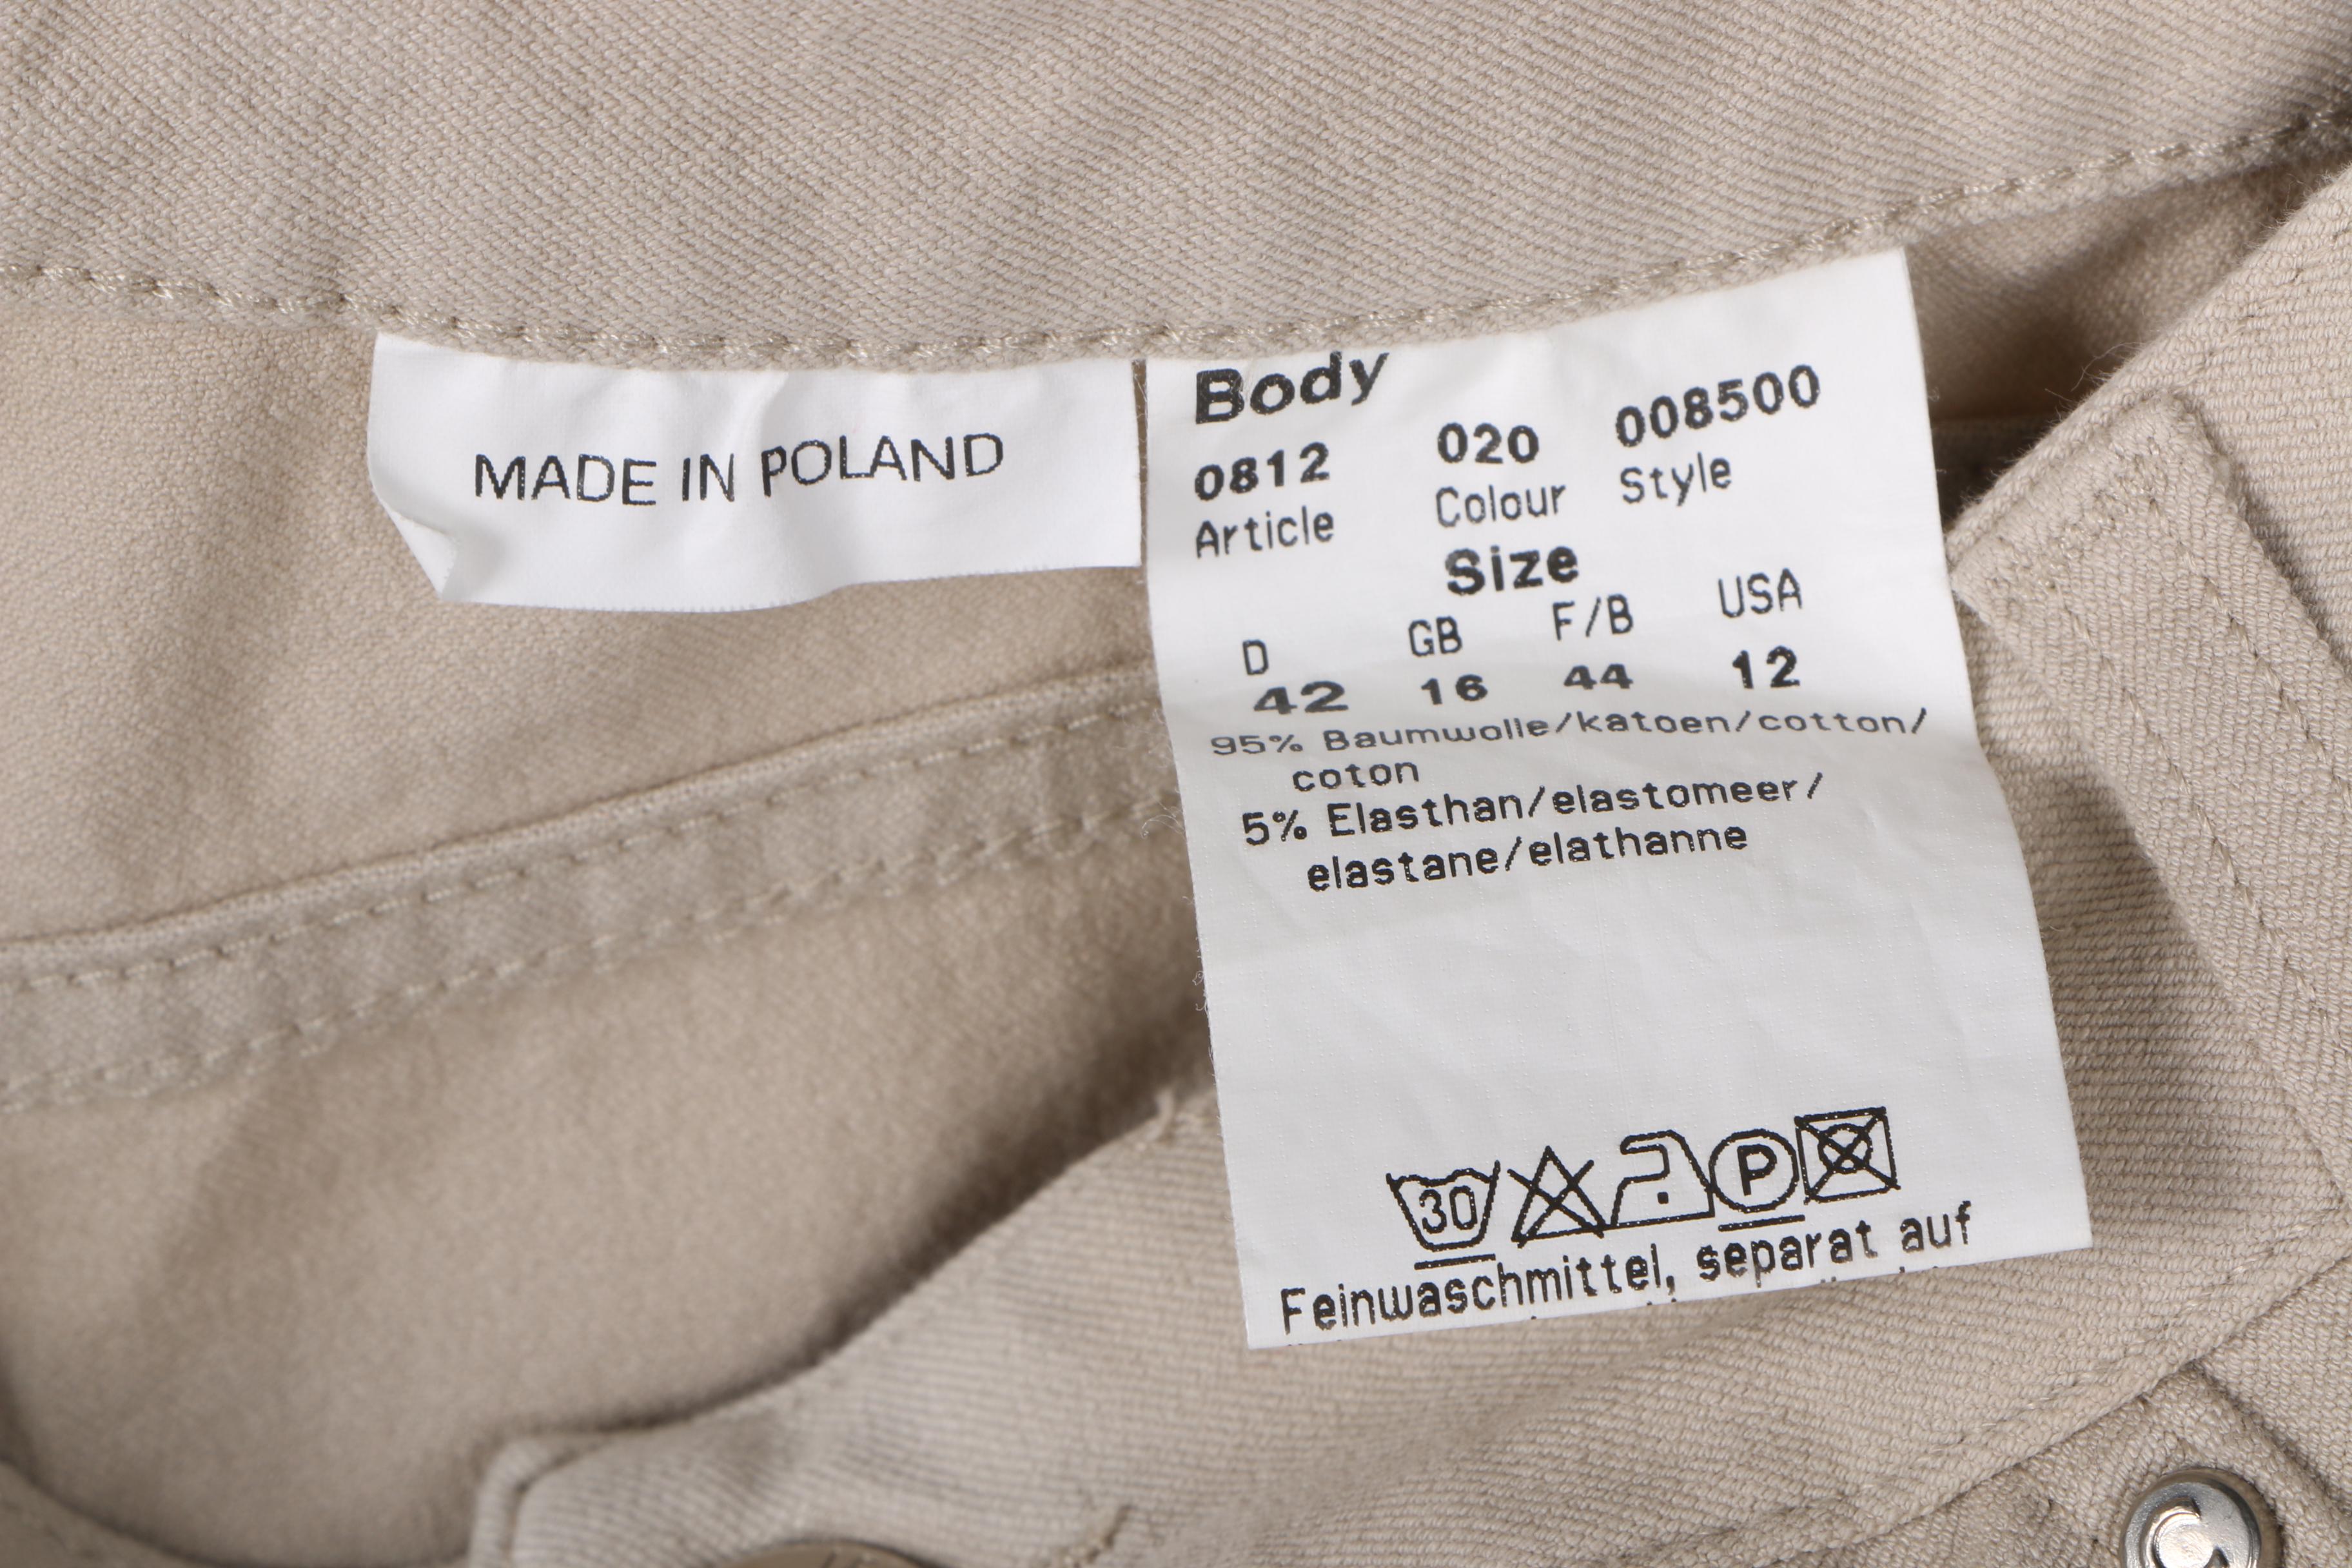 MADE IN POLAND
Body
0812 020 008500
Article Colour Style
Size
D GB F/B USA
42 16 44 12
95% Baumwolle/katoen/cotton/
coton
5% Elasthan/elastomeer/
elastane/elathanne
30 P
Feinwaschmittel, separat auf